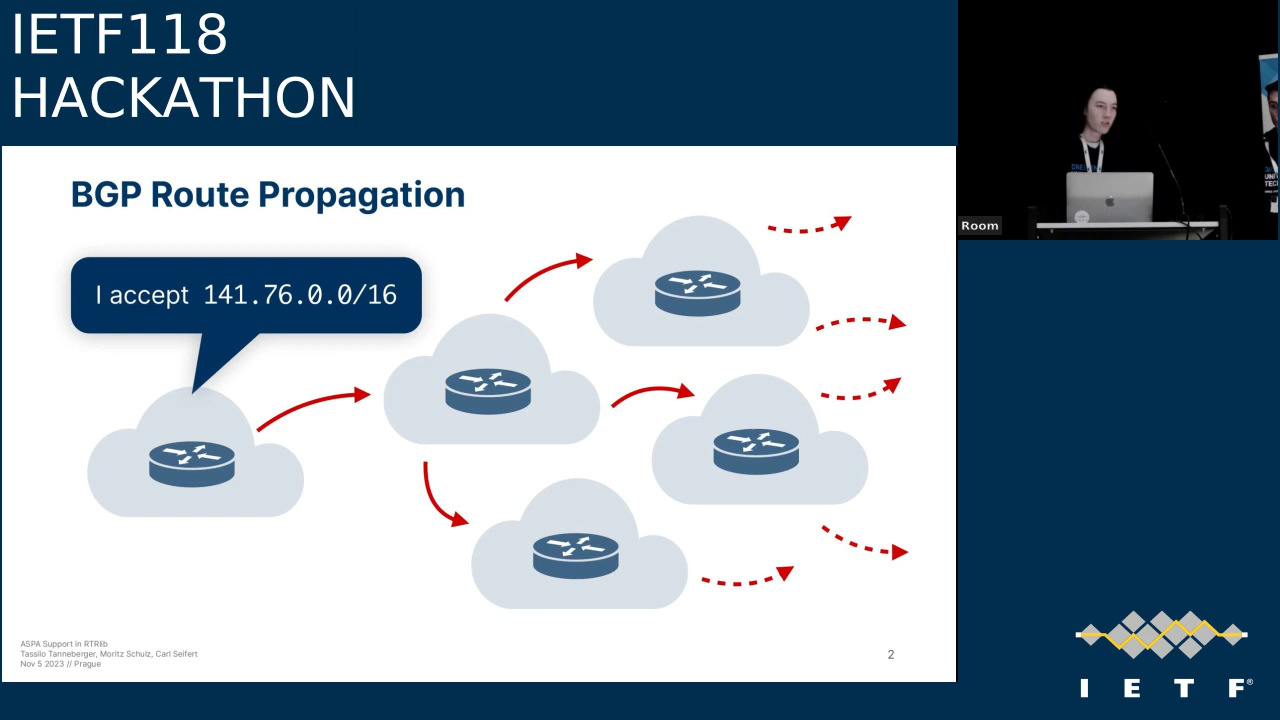 IETF118
HACKATHON
BGP Route Propagation
I accept 141.76.0.0/16
ASPA Support in RTRlib
Tassilo Tanneberger, Moritz Schulz, Carl Seifert
Nov 5 2023 // Prague
2
Room
I E T F®